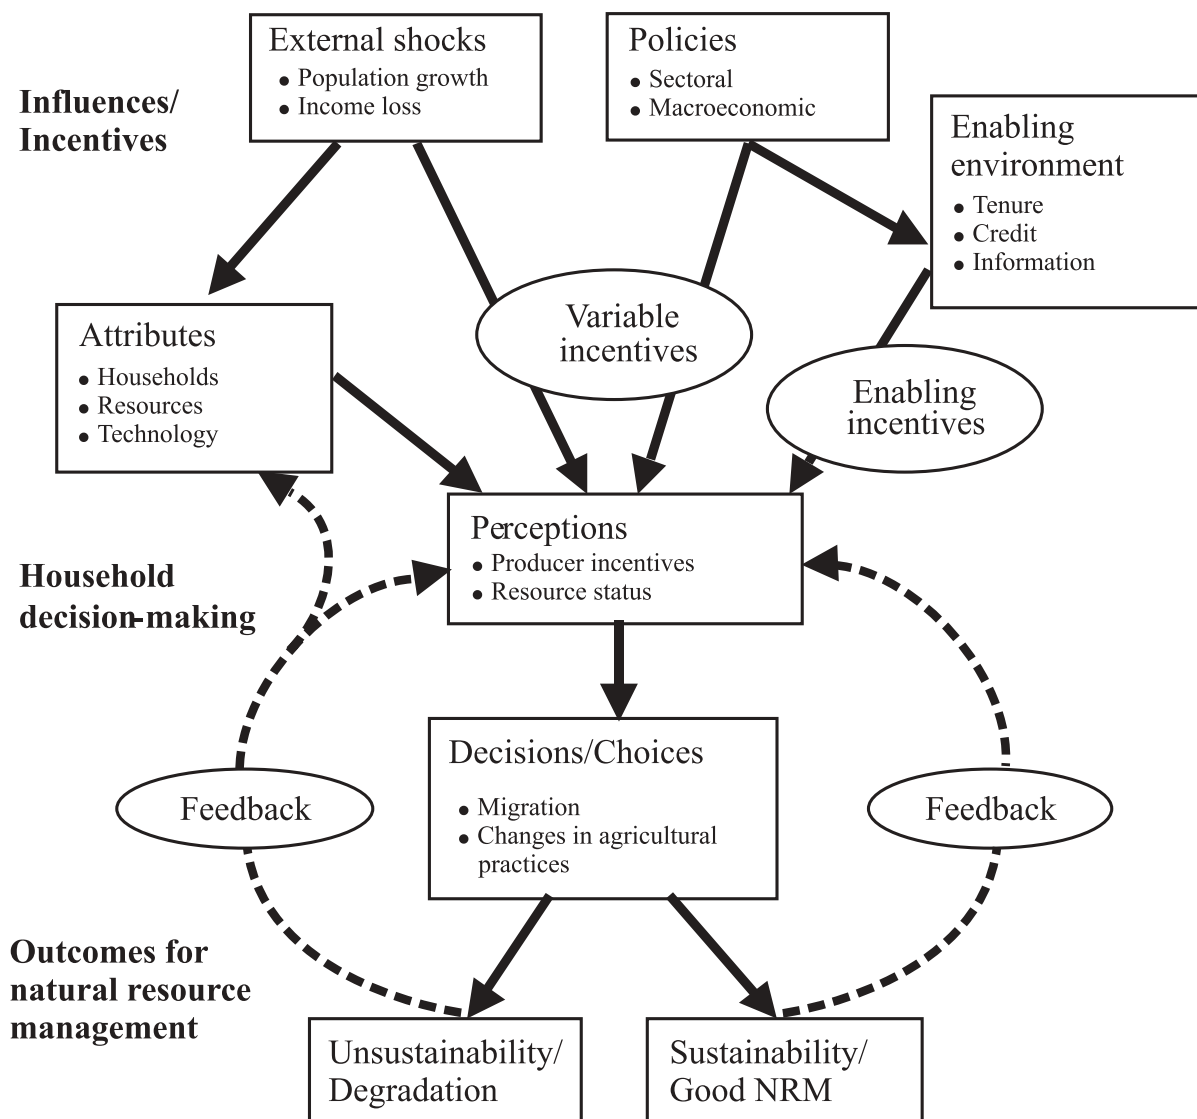 External shocks
• Population growth
• Income loss
Policies
• Sectoral
• Macroeconomic
Influences/
Incentives
Enabling
environment
• Tenure
• Credit
• Information
Variable
incentives
Attributes
• Households
• Resources
• Technology
Enabling
incentives
Perceptions
• Producer incentives
• Resource status
Household
decision-making
Decisions/Choices
• Migration
• Changes in agricultural
practices
Feedback
Feedback
Outcomes for
natural resource
management
Unsustainability/
Degradation
Sustainability/
Good NRM